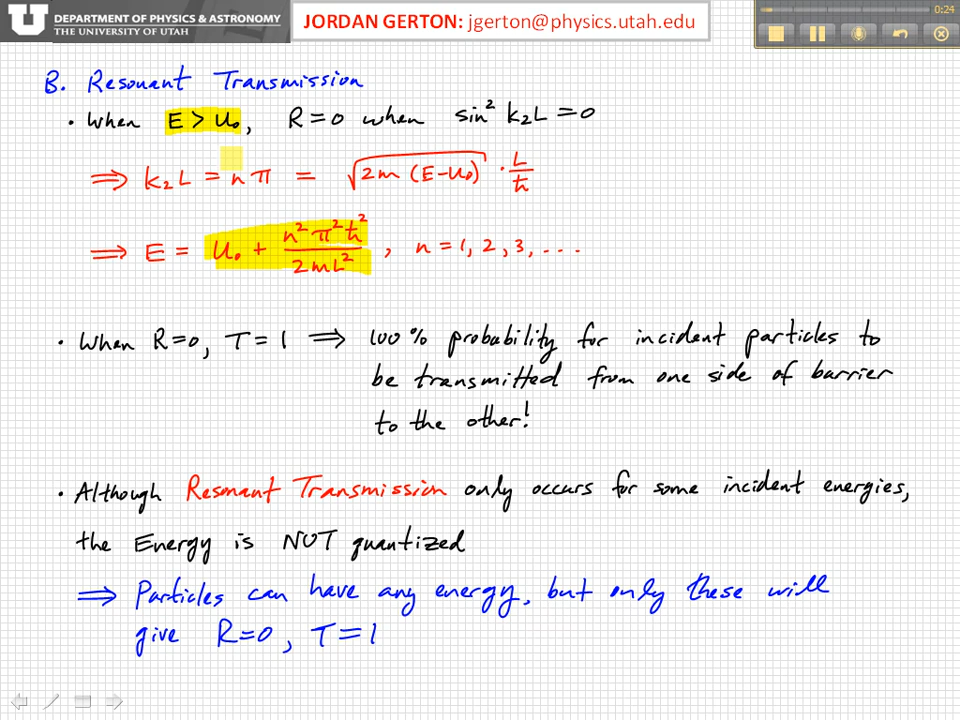 U DEPARTMENT OF PHYSICS & ASTRONOMY
THE UNIVERSITY OF UTAH
JORDAN GERTON: jgerton@physics.utah.edu
0:24
B. Resonant Transmission
· When E > U₀, R=0 when sin² k₂L = 0
⇒ k₂L = nπ = √(2m (E-U₀)) · L/ħ
⇒ E = U₀ + n²π²ħ²/2mL² , n = 1, 2, 3, ...
· When R=0, T=1 ⇒ 100% probability for incident particles to
be transmitted from one side of barrier
to the other!
· Although Resonant Transmission only occurs for some incident energies,
the Energy is NOT quantized
⇒ Particles can have any energy, but only these will
give R=0, T=1